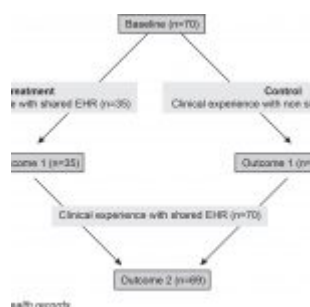 Baseline (n=70)
reatment
Control
e with shared EHR (n=35)
Clinical experience with non s
come 1 (n=35)
Outcome 1 (n=
Clinical experience with shared EHR (n=70)
Outcome 2 (n=69)
ealth records